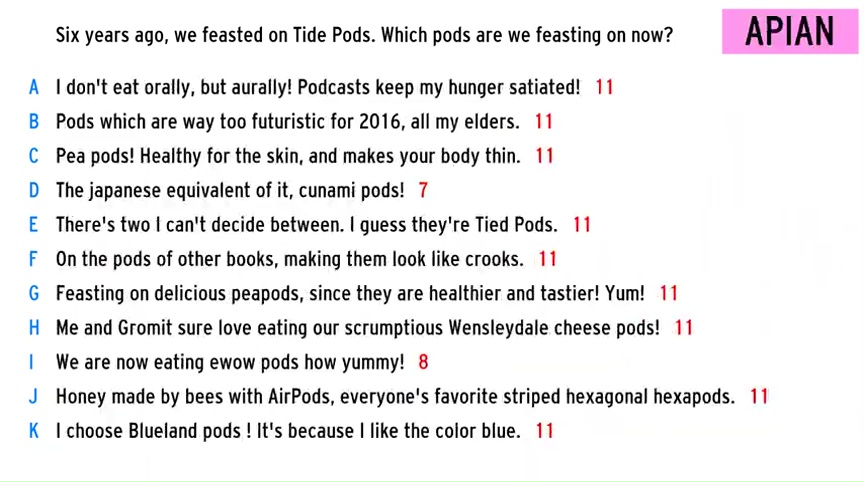 Six years ago, we feasted on Tide Pods. Which pods are we feasting on now?
APIAN
A I don't eat orally, but aurally! Podcasts keep my hunger satiated! 11
B Pods which are way too futuristic for 2016, all my elders. 11
C Pea pods! Healthy for the skin, and makes your body thin. 11
D The japanese equivalent of it, cunami pods! 7
E There's two I can't decide between. I guess they're Tied Pods. 11
F On the pods of other books, making them look like crooks. 11
G Feasting on delicious peapods, since they are healthier and tastier! Yum! 11
H Me and Gromit sure love eating our scrumptious Wensleydale cheese pods! 11
I We are now eating ewow pods how yummy! 8
J Honey made by bees with AirPods, everyone's favorite striped hexagonal hexapods. 11
K I choose Blueland pods ! It's because I like the color blue. 11